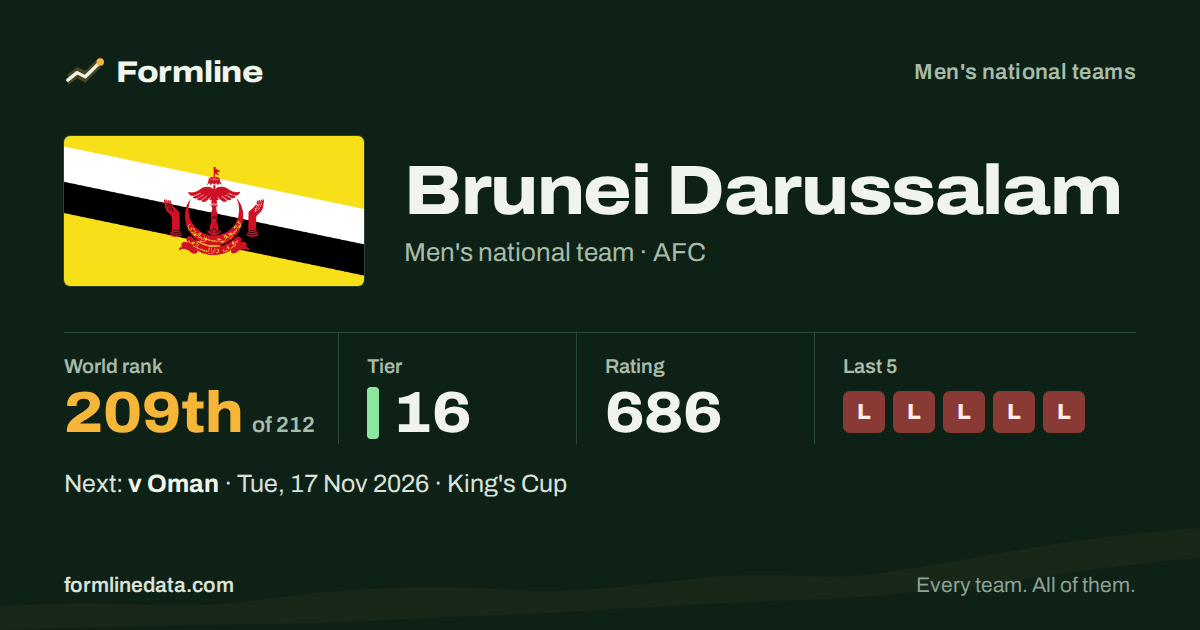 Formline
Men's national teams
Brunei Darussalam
Men's national team · AFC
World rank
209th of 212
Tier
16
Rating
686
Last 5
L L L L L
Next: v Oman · Tue, 17 Nov 2026 · King's Cup
formlinedata.com
Every team. All of them.